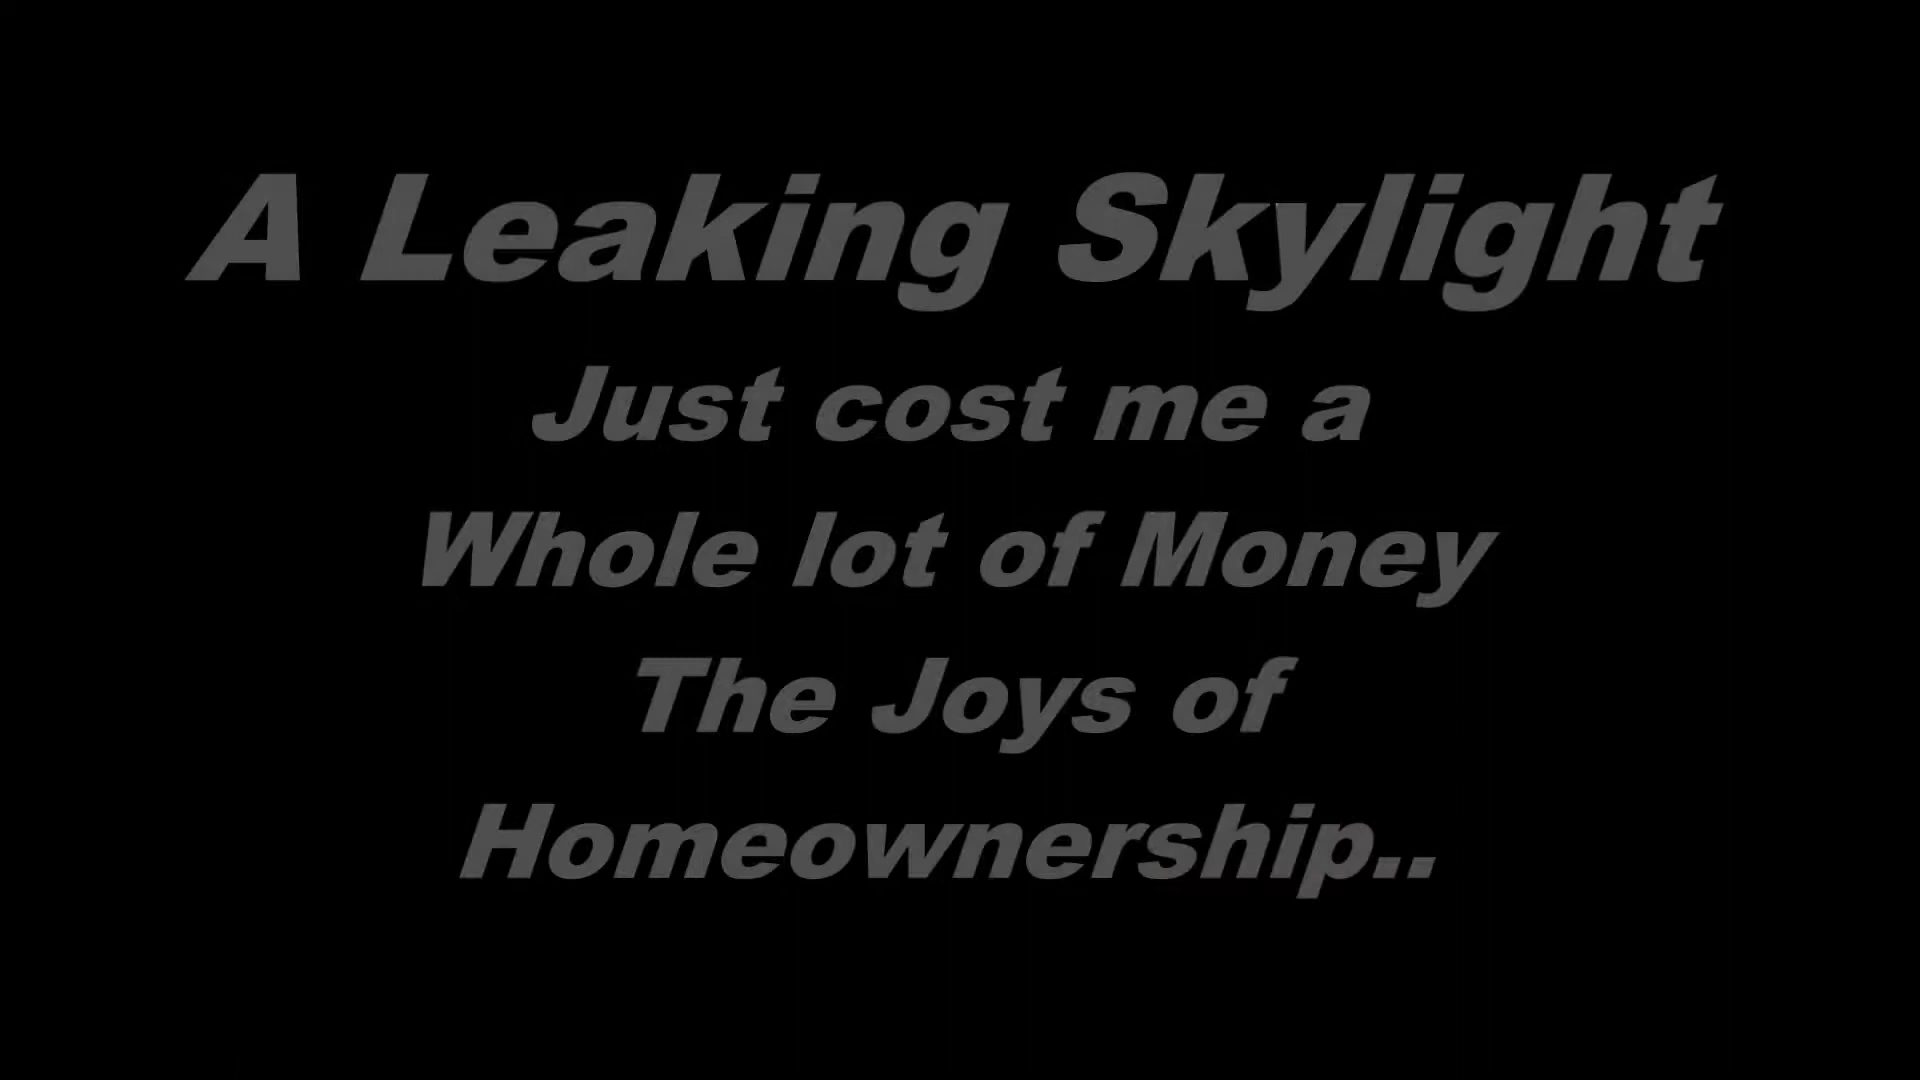 A Leaking Skylight
Just cost me a
Whole lot of Money
The Joys of
Homeownership..